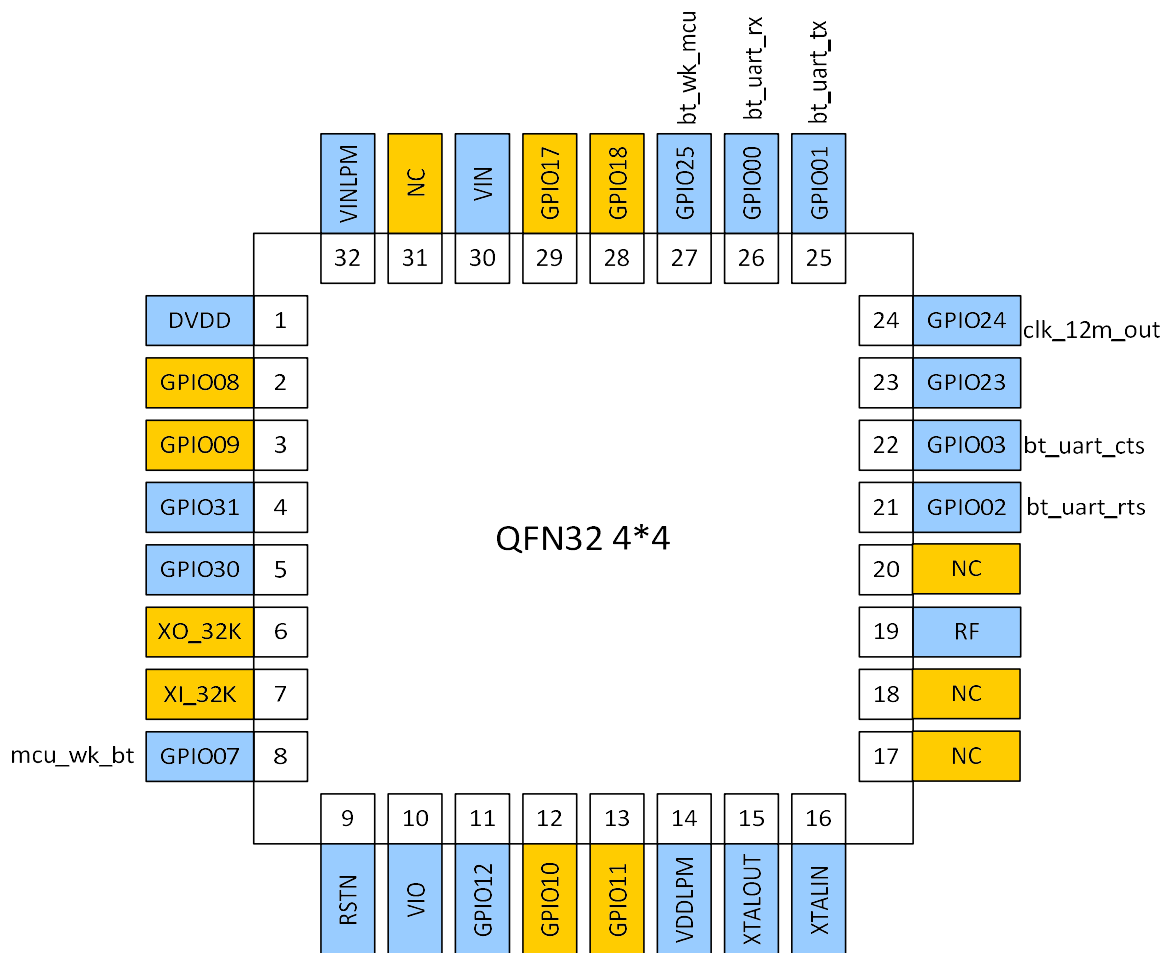 bt_wk_mcu
bt_uart_rx
bt_uart_tx
VINLPM
NC
VIN
GPIO17
GPIO18
GPIO25
GPIO00
GPIO01
32
31
30
29
28
27
26
25
DVDD 1
GPIO08 2
GPIO09 3
GPIO31 4
GPIO30 5
XO_32K 6
XI_32K 7
mcu_wk_bt GPIO07 8
QFN32 4*4
24 GPIO24 clk_12m_out
23 GPIO23
22 GPIO03 bt_uart_cts
21 GPIO02 bt_uart_rts
20 NC
19 RF
18 NC
17 NC
9
10
11
12
13
14
15
16
RSTN
VIO
GPIO12
GPIO10
GPIO11
VDDLPM
XTALOUT
XTALIN